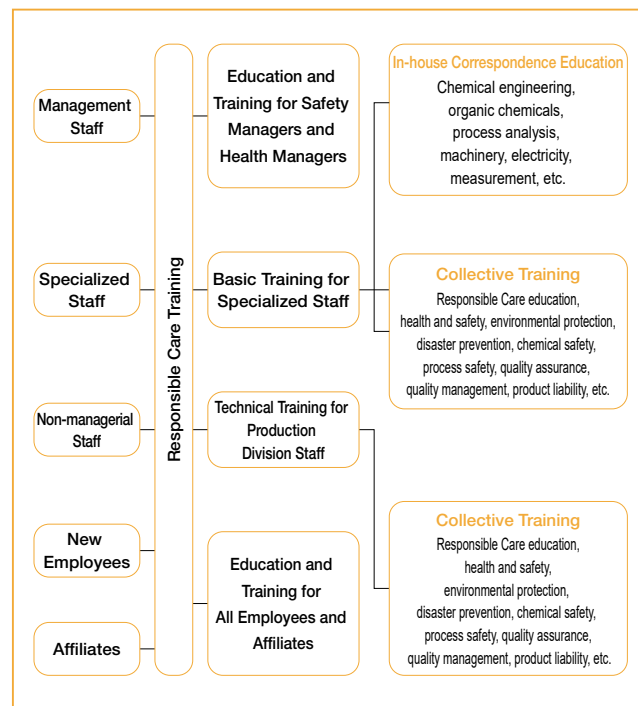 Management
Staff
Specialized
Staff
Non-managerial
Staff
New
Employees
Affiliates
Responsible Care Training
Education and
Training for Safety
Managers and
Health Managers
Basic Training for
Specialized Staff
Technical Training for
Production
Division Staff
Education and
Training for
All Employees and
Affiliates
In-house Correspondence Education
Chemical engineering,
organic chemicals,
process analysis,
machinery, electricity,
measurement, etc.
Collective Training
Responsible Care education,
health and safety, environmental protection,
disaster prevention, chemical safety,
process safety, quality assurance,
quality management, product liability, etc.
Collective Training
Responsible Care education,
health and safety,
environmental protection,
disaster prevention, chemical safety,
process safety, quality assurance,
quality management, product liability, etc.